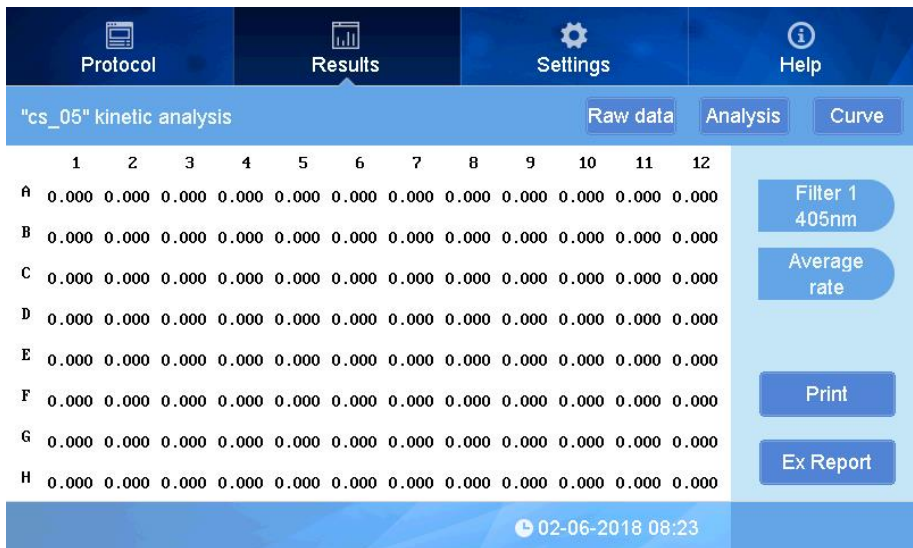 Protocol Results Settings Help
"cs_05" kinetic analysis Raw data Analysis Curve
1 2 3 4 5 6 7 8 9 10 11 12
A 0.000 0.000 0.000 0.000 0.000 0.000 0.000 0.000 0.000 0.000 0.000 0.000
B 0.000 0.000 0.000 0.000 0.000 0.000 0.000 0.000 0.000 0.000 0.000 0.000
C 0.000 0.000 0.000 0.000 0.000 0.000 0.000 0.000 0.000 0.000 0.000 0.000
D 0.000 0.000 0.000 0.000 0.000 0.000 0.000 0.000 0.000 0.000 0.000 0.000
E 0.000 0.000 0.000 0.000 0.000 0.000 0.000 0.000 0.000 0.000 0.000 0.000
F 0.000 0.000 0.000 0.000 0.000 0.000 0.000 0.000 0.000 0.000 0.000 0.000
G 0.000 0.000 0.000 0.000 0.000 0.000 0.000 0.000 0.000 0.000 0.000 0.000
H 0.000 0.000 0.000 0.000 0.000 0.000 0.000 0.000 0.000 0.000 0.000 0.000
Filter 1
405nm
Average
rate
Print
Ex Report
02-06-2018 08:23